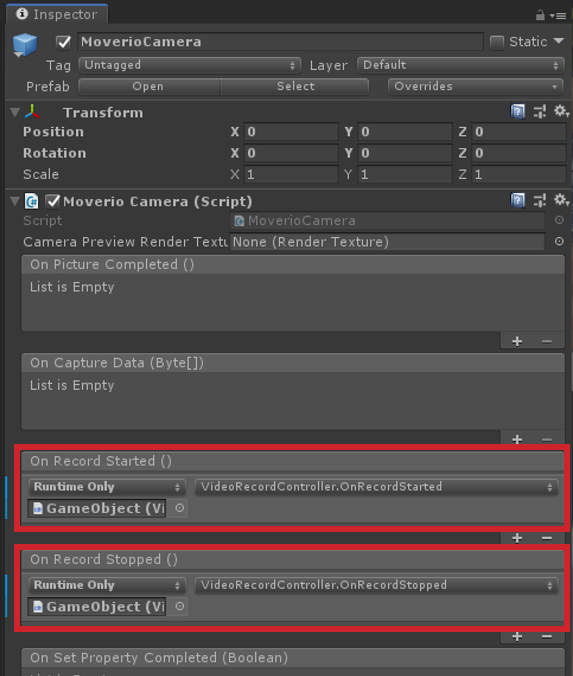 Inspector
MoverioCamera Static
Tag Untagged Layer Default
Prefab Open Select Overrides
Transform
Position X 0 Y 0 Z 0
Rotation X 0 Y 0 Z 0
Scale X 1 Y 1 Z 1
Moverio Camera (Script)
Script MoverioCamera
Camera Preview Render Textu None (Render Texture)
On Picture Completed ()
List is Empty
+ −
On Capture Data (Byte[])
List is Empty
+ −
On Record Started ()
Runtime Only VideoRecordController.OnRecordStarted
GameObject (Vi
+ −
On Record Stopped ()
Runtime Only VideoRecordController.OnRecordStopped
GameObject (Vi
+ −
On Set Property Completed (Boolean)